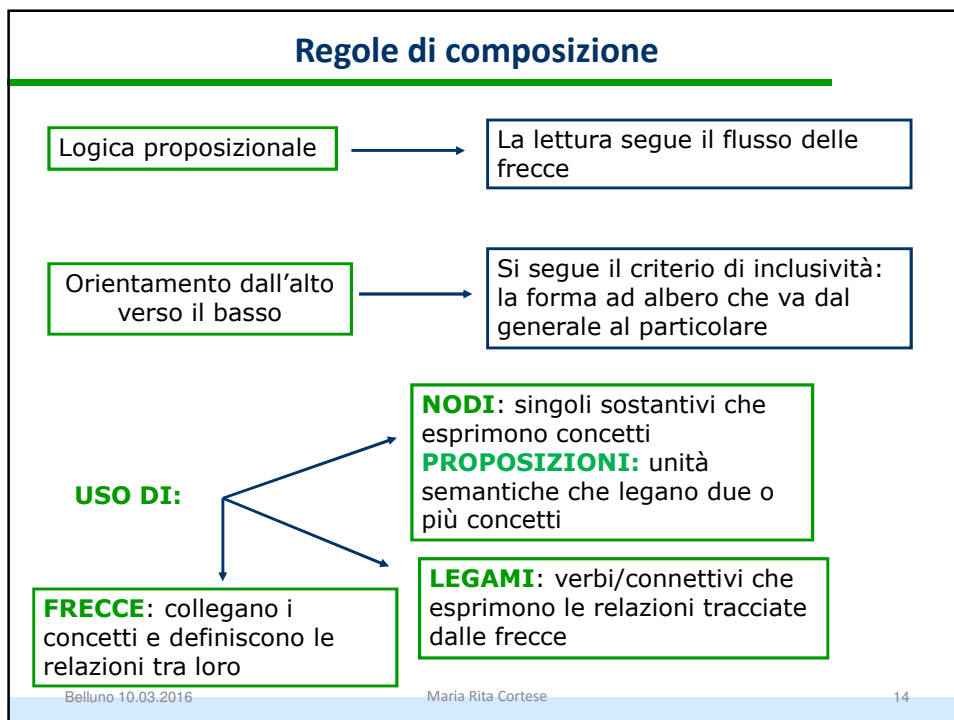 Regole di composizione
Logica proposizionale
La lettura segue il flusso delle
frecce
Orientamento dall’alto
verso il basso
Si segue il criterio di inclusività:
la forma ad albero che va dal
generale al particolare
NODI: singoli sostantivi che
esprimono concetti
PROPOSIZIONI: unità
semantiche che legano due o
più concetti
USO DI:
LEGAMI: verbi/connettivi che
esprimono le relazioni tracciate
dalle frecce
FRECCE: collegano i
concetti e definiscono le
relazioni tra loro
Belluno 10.03.2016
Maria Rita Cortese
14